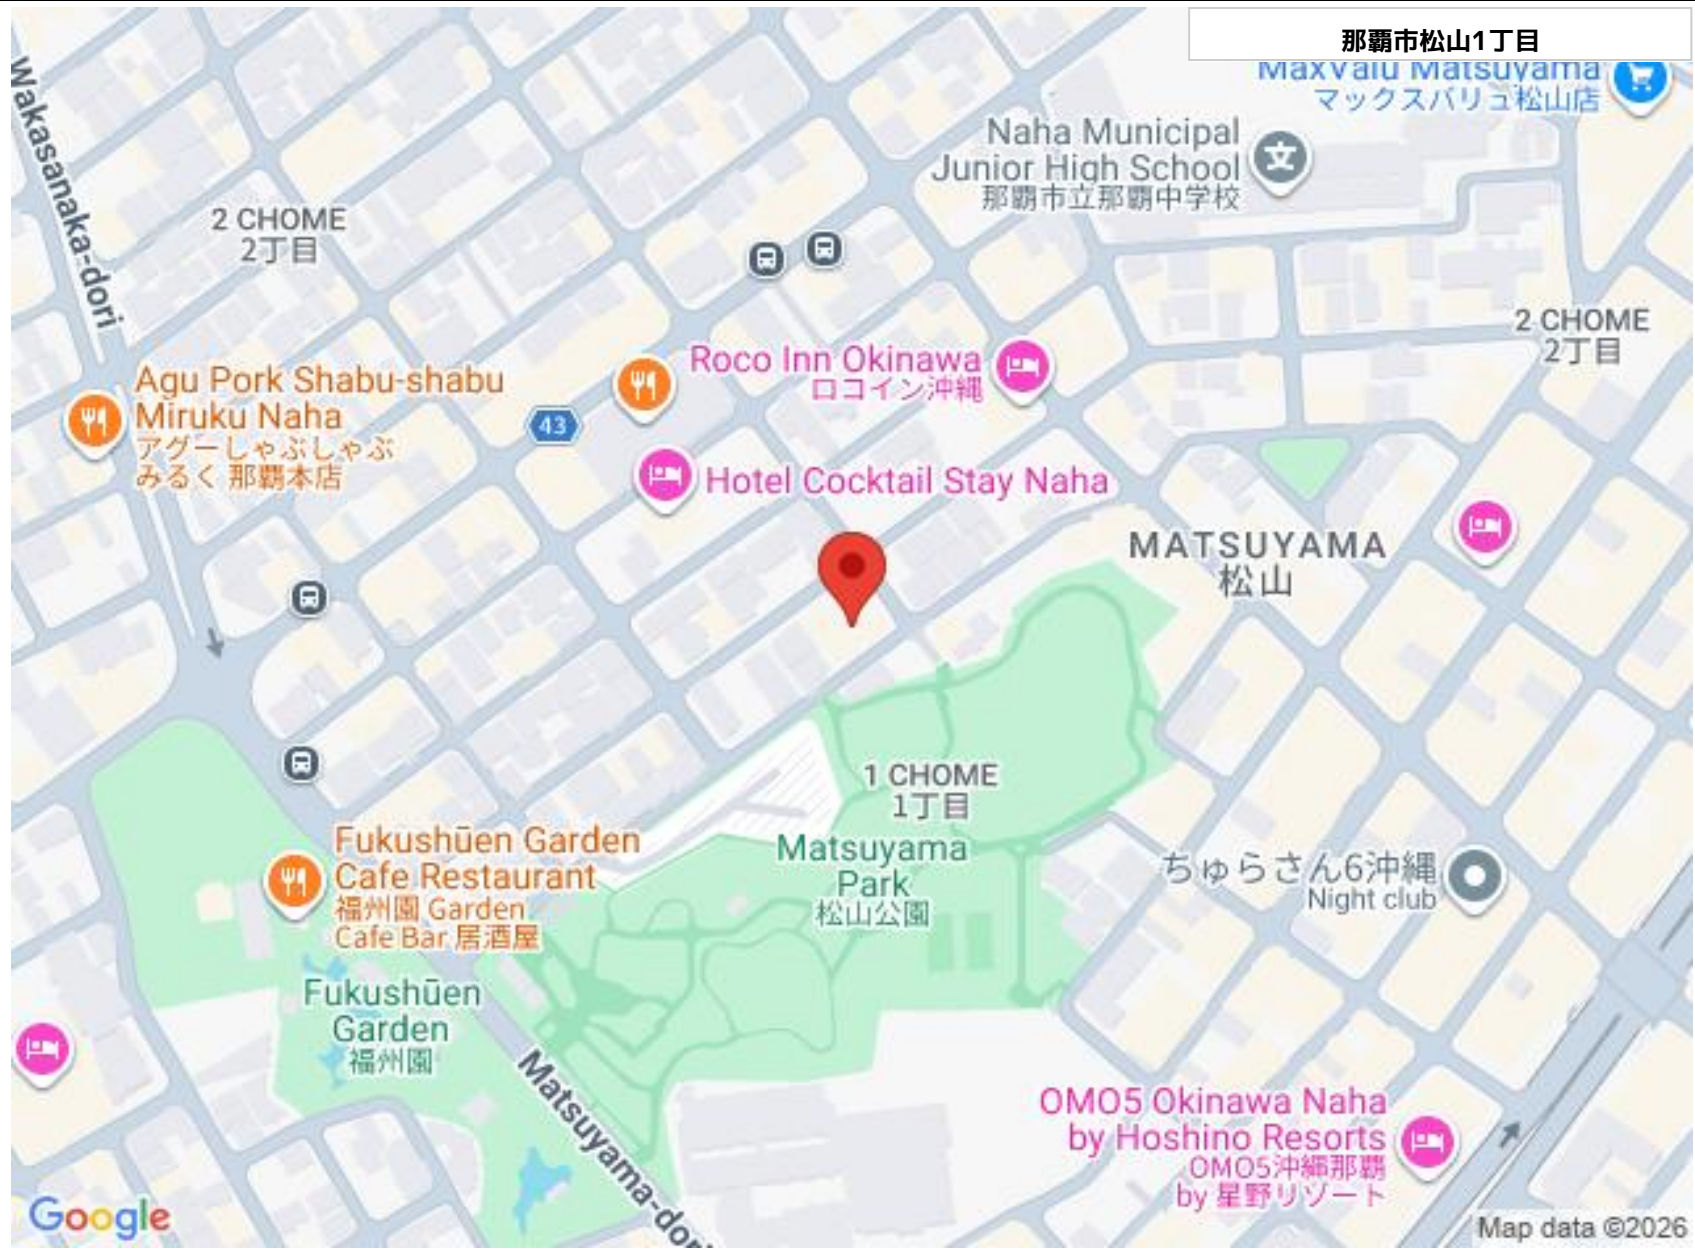 那覇市松山1丁目
MaxValu Matsuyama
マックスバリュ松山店
Wakasanaka-dori
Naha Municipal
Junior High School
那覇市立那覇中学校
2 CHOME
2丁目
2 CHOME
2丁目
Roco Inn Okinawa
ロコイン沖縄
Agu Pork Shabu-shabu
Miruku Naha
アグーしゃぶしゃぶ
みるく 那覇本店
43
Hotel Cocktail Stay Naha
MATSUYAMA
松山
1 CHOME
1丁目
Matsuyama
Park
松山公園
Fukushūen Garden
Cafe Restaurant
福州園 Garden
Cafe Bar 居酒屋
ちゅらさん6沖縄
Night club
Fukushūen
Garden
福州園
Matsuyama-dori
OMO5 Okinawa Naha
by Hoshino Resorts
OMO5沖縄那覇
by 星野リゾート
Google
Map data ©2026